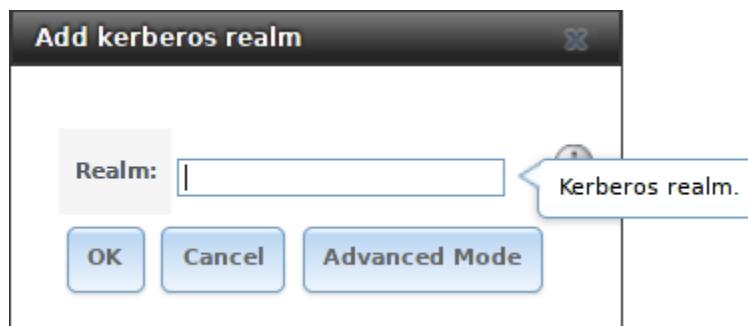 Add kerberos realm
Realm:
Kerberos realm.
OK Cancel Advanced Mode